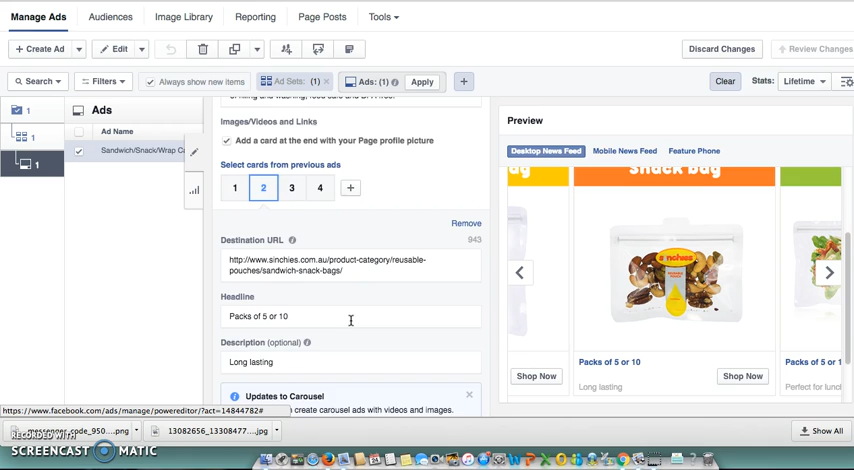 Manage Ads Audiences Image Library Reporting Page Posts Tools
+ Create Ad Edit Discard Changes Review Changes
Search Filters Always show new items Ad Sets: (1) Ads: (1) Apply + Clear Stats: Lifetime
1
1
1
Ads
Ad Name
Sandwich/Snack/Wrap Ca
Images/Videos and Links
Add a card at the end with your Page profile picture
Select cards from previous ads
1 2 3 4 +
Remove
Destination URL 943
http://www.sinchies.com.au/product-category/reusable-
pouches/sandwich-snack-bags/
Headline
Packs of 5 or 10
Description (optional)
Long lasting
Updates to Carousel
create carousel ads with videos and images.
Preview
Desktop News Feed Mobile News Feed Feature Phone
ag Snack bag
sinchies
Packs of 5 or 10 Packs of 5 or 1
Shop Now Shop Now
Long lasting Perfect for lunch
https://www.facebook.com/ads/manage/powereditor/?act=14844782#
messenger_code_950....png 13082656_13308477...jpg Show All
RECORDED WITH
SCREENCAST MATIC